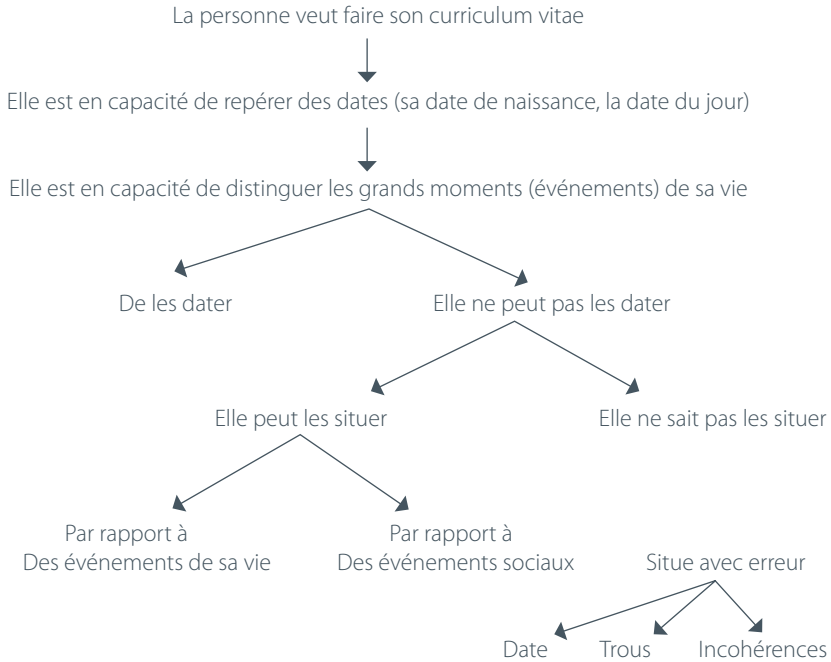 La personne veut faire son curriculum vitae
Elle est en capacité de repérer des dates (sa date de naissance, la date du jour)
Elle est en capacité de distinguer les grands moments (événements) de sa vie
De les dater
Elle ne peut pas les dater
Elle peut les situer
Elle ne sait pas les situer
Par rapport à
Des événements de sa vie
Par rapport à
Des événements sociaux
Situe avec erreur
Date
Trous
Incohérences